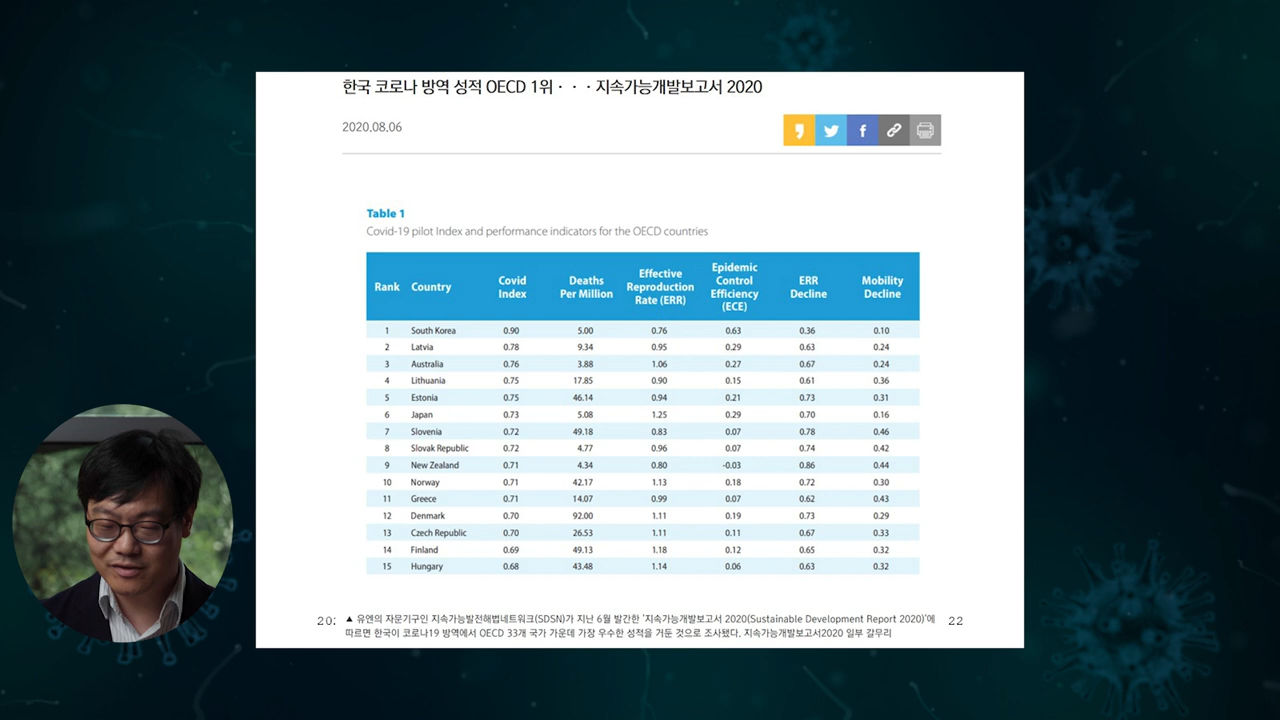 한국 코로나 방역 성적 OECD 1위· · · 지속가능개발보고서 2020
2020.08.06
Table 1
Covid-19 pilot Index and performance indicators for the OECD countries
Rank Country Covid Index Deaths Per Million Effective Reproduction Rate (ERR) Epidemic Control Efficiency (ECE) ERR Decline Mobility Decline
1 South Korea 0.90 5.00 0.76 0.63 0.36 0.10
2 Latvia 0.78 9.34 0.95 0.29 0.63 0.24
3 Australia 0.76 3.88 1.06 0.27 0.67 0.24
4 Lithuania 0.75 17.85 0.90 0.15 0.61 0.36
5 Estonia 0.75 46.14 0.94 0.21 0.73 0.31
6 Japan 0.73 5.08 1.25 0.29 0.70 0.16
7 Slovenia 0.72 49.18 0.83 0.07 0.78 0.46
8 Slovak Republic 0.72 4.77 0.96 0.07 0.74 0.42
9 New Zealand 0.71 4.34 0.80 -0.03 0.86 0.44
10 Norway 0.71 42.17 1.13 0.18 0.72 0.30
11 Greece 0.71 14.07 0.99 0.07 0.62 0.43
12 Denmark 0.70 92.00 1.11 0.19 0.73 0.29
13 Czech Republic 0.70 26.53 1.11 0.11 0.67 0.33
14 Finland 0.69 49.13 1.18 0.12 0.65 0.32
15 Hungary 0.68 43.48 1.14 0.06 0.63 0.32
▲ 유엔의 자문기구인 지속가능발전해법네트워크(SDSN)가 지난 6월 발간한 '지속가능개발보고서 2020(Sustainable Development Report 2020)'에
따르면 한국이 코로나19 방역에서 OECD 33개 국가 가운데 가장 우수한 성적을 거둔 것으로 조사됐다. 지속가능개발보고서2020 일부 갈무리
22